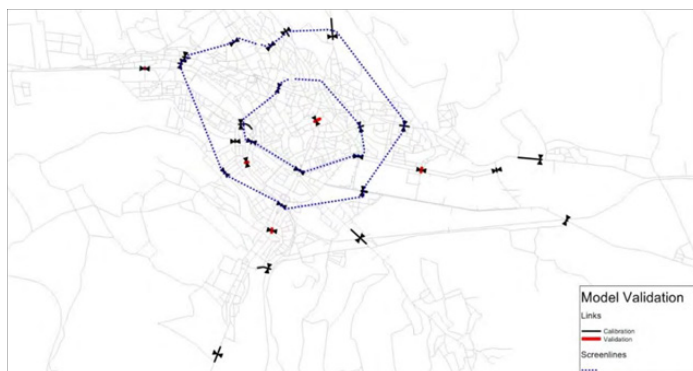 Model Validation
Links
Calibration
Validation
Screenlines